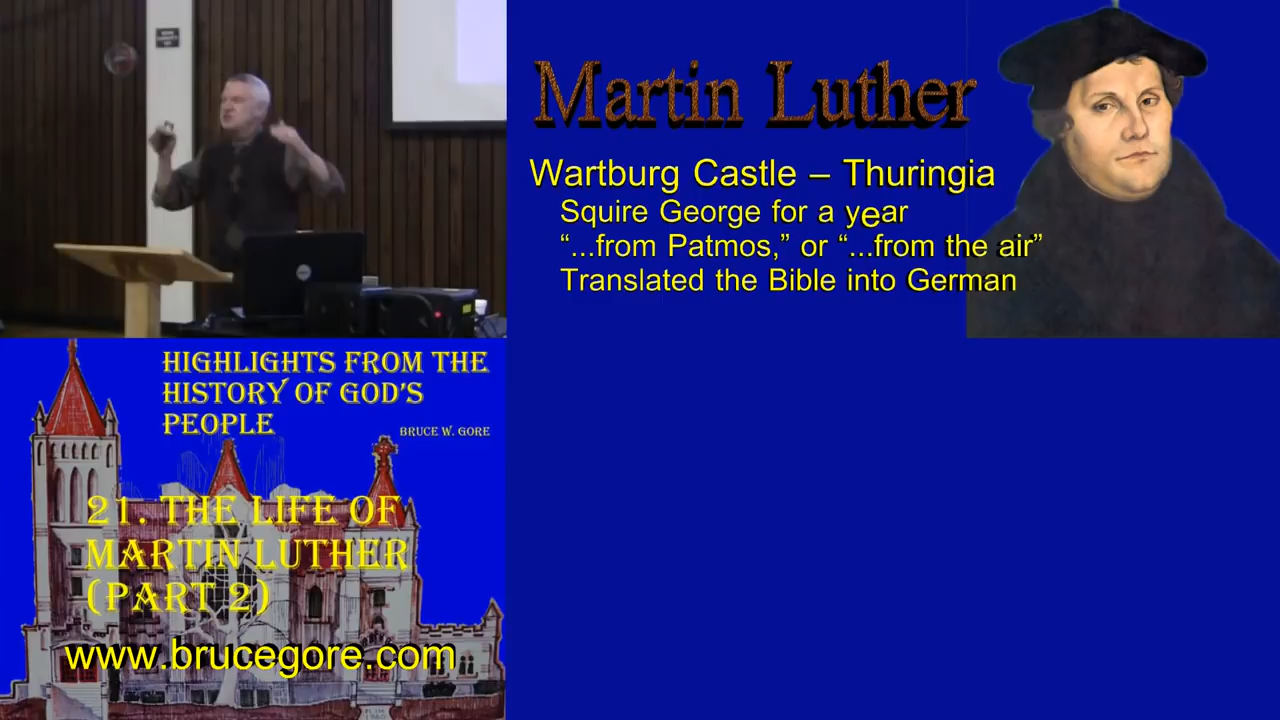 Martin Luther
Wartburg Castle – Thuringia
Squire George for a year
“...from Patmos,” or “...from the air”
Translated the Bible into German
HIGHLIGHTS FROM THE
HISTORY OF GOD’S
PEOPLE
BRUCE W. GORE
21. THE LIFE OF
MARTIN LUTHER
(PART 2)
www.brucegore.com